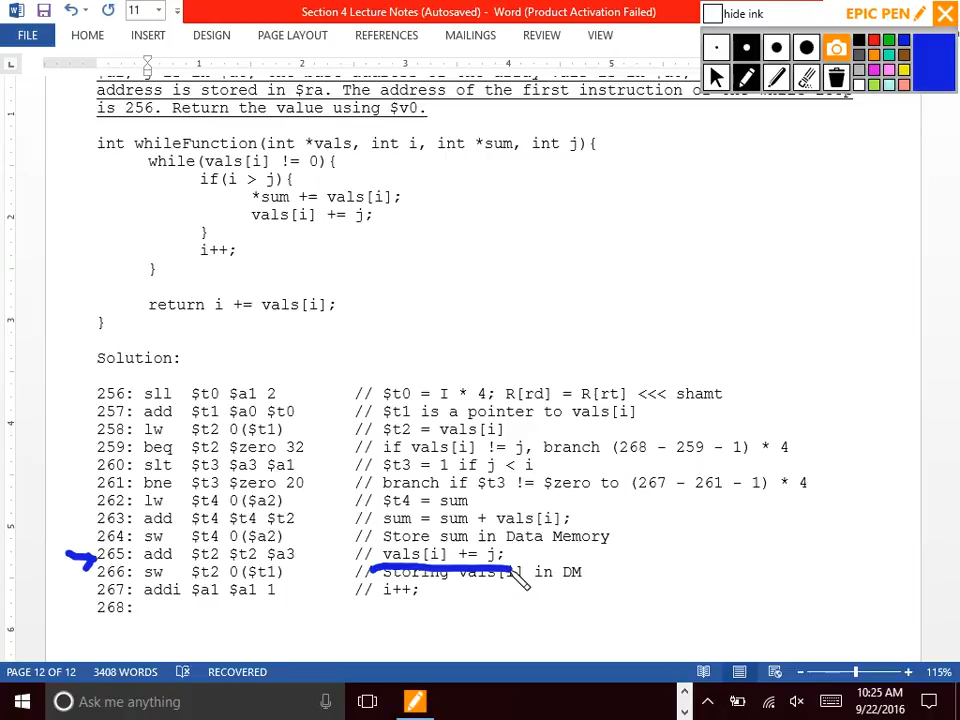 Section 4 Lecture Notes (Autosaved) - Word (Product Activation Failed)
11
hide ink
EPIC PEN
FILE HOME INSERT DESIGN PAGE LAYOUT REFERENCES MAILINGS REVIEW VIEW
address is stored in $ra. The address of the first instruction
is 256. Return the value using $v0.
int whileFunction(int *vals, int i, int *sum, int j){
while(vals[i] != 0){
if(i > j){
*sum += vals[i];
vals[i] += j;
}
i++;
}
return i += vals[i];
}
Solution:
256: sll $t0 $a1 2 // $t0 = I * 4; R[rd] = R[rt] <<< shamt
257: add $t1 $a0 $t0 // $t1 is a pointer to vals[i]
258: lw $t2 0($t1) // $t2 = vals[i]
259: beq $t2 $zero 32 // if vals[i] != j, branch (268 - 259 - 1) * 4
260: slt $t3 $a3 $a1 // $t3 = 1 if j < i
261: bne $t3 $zero 20 // branch if $t3 != $zero to (267 - 261 - 1) * 4
262: lw $t4 0($a2) // $t4 = sum
263: add $t4 $t4 $t2 // sum = sum + vals[i];
264: sw $t4 0($a2) // Store sum in Data Memory
265: add $t2 $t2 $a3 // vals[i] += j;
266: sw $t2 0($t1) // Storing vals[i] in DM
267: addi $a1 $a1 1 // i++;
268:
PAGE 12 OF 12 3408 WORDS RECOVERED 115%
Ask me anything
10:25 AM
9/22/2016